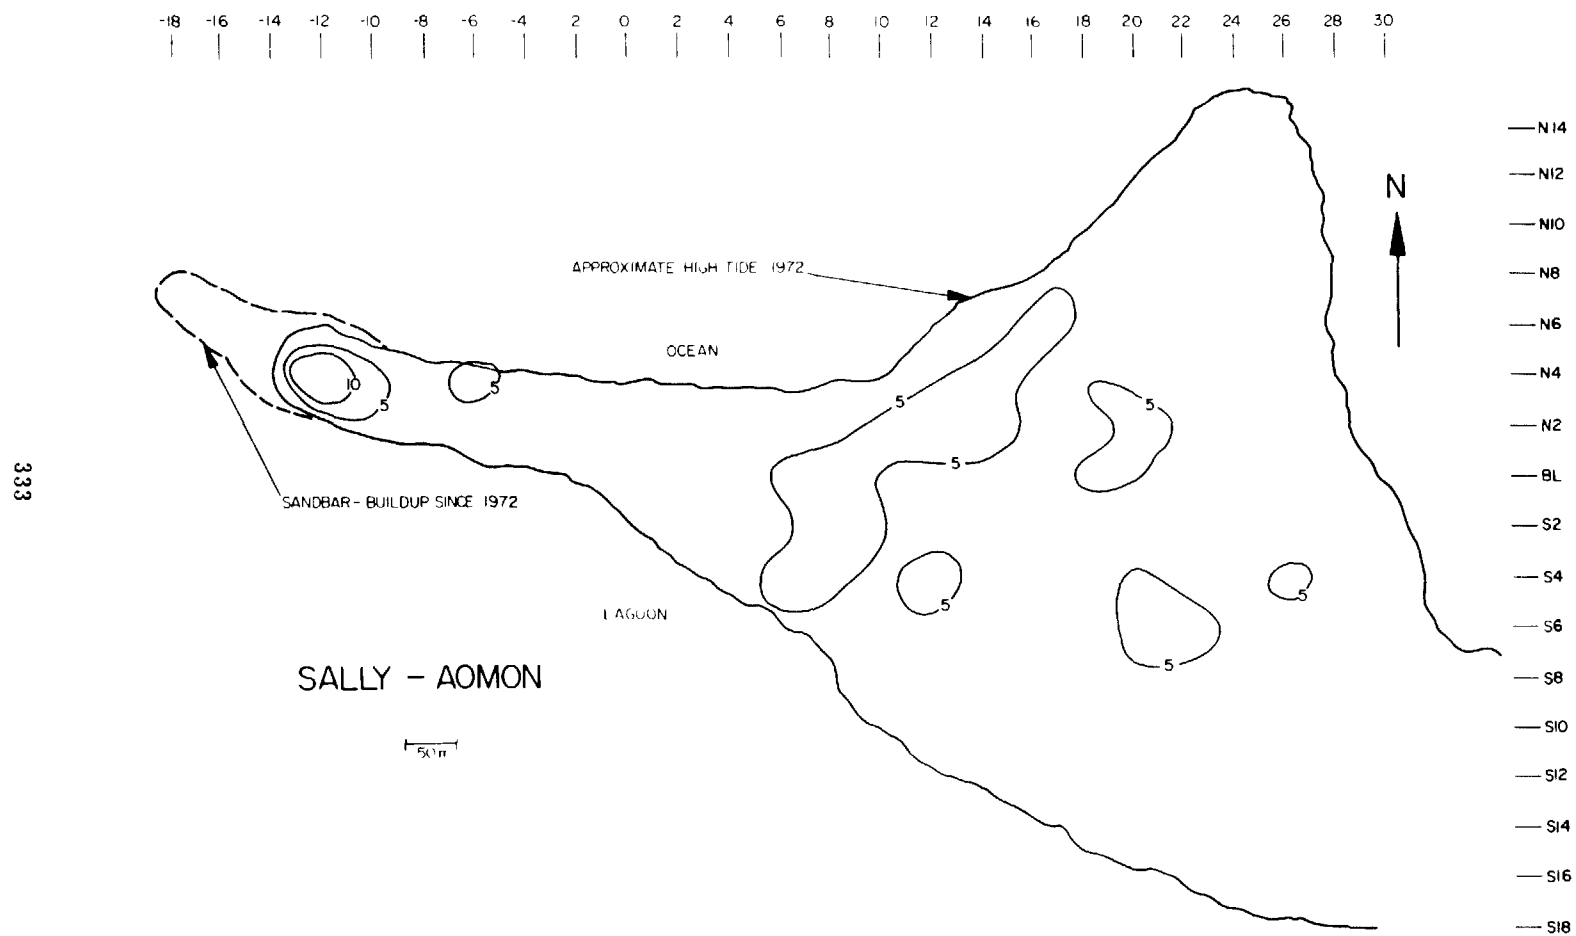 -18 -16 -14 -12 -10 -8 -6 -4 -2 0 2 4 6 8 10 12 14 16 18 20 22 24 26 28 30
N14
N12
N
N10
APPROXIMATE HIGH TIDE 1972
N8
N6
OCEAN
N4
10
5
5
5
5
N2
5
BL
333
SANDBAR-BUILDUP SINCE 1972
S2
S4
5
5
LAGOON
S6
5
SALLY - AOMON
S8
S10
50 m
S12
S14
S16
S18